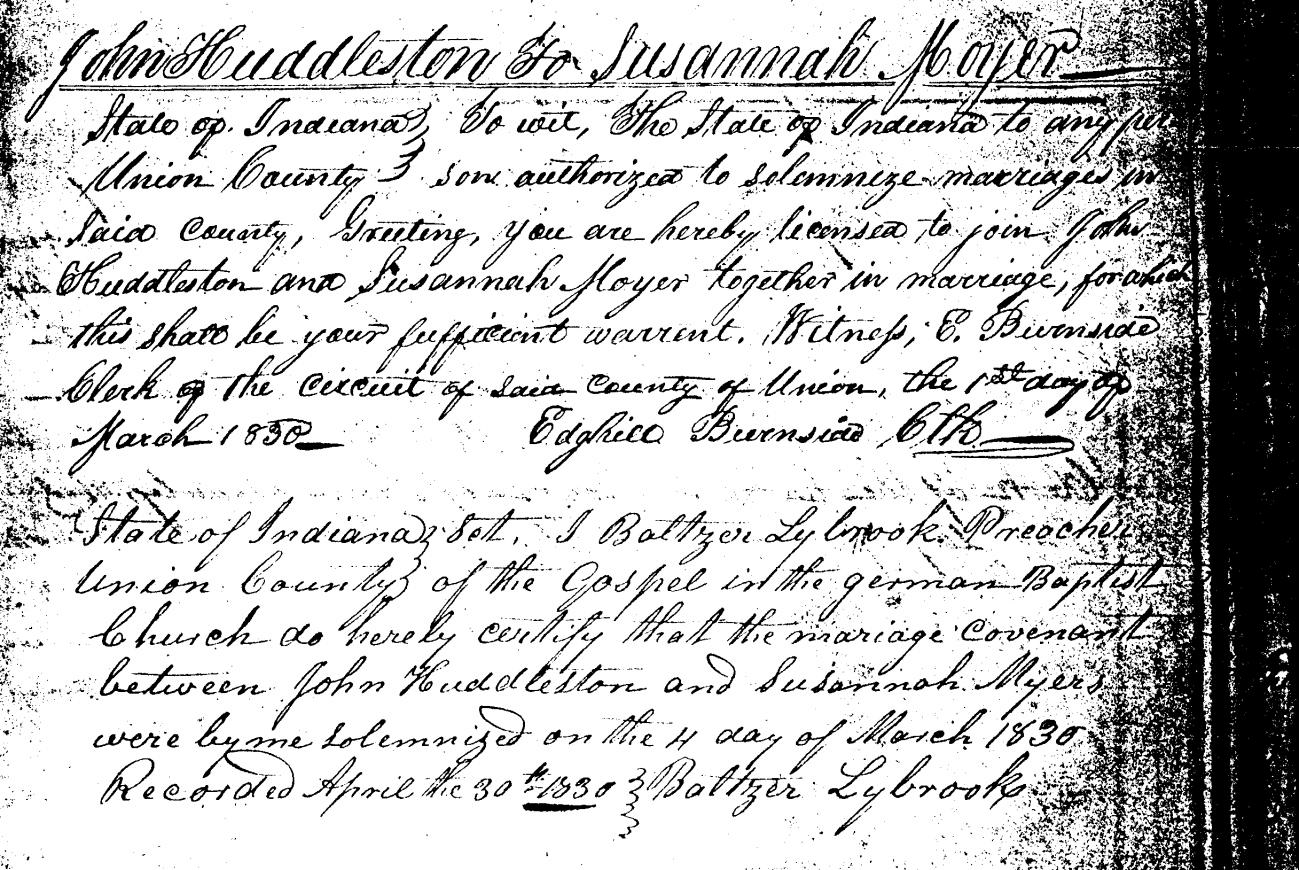 John Huddleston To Susannah Moyer
State of Indiana } To wit, The State of Indiana to any per
Union County } son authorized to solemnize marriages in
Said County, Greeting, you are hereby licensed to join John
Huddleston and Susannah Moyer together in marriage, for which
this shall be your sufficient warrent. Witness, E. Burnside
Clerk of the circuit of said county of Union, the 1st day of
March 1830 Edghill Burnside Clk
State of Indiana } Sct. I Baltzer Lybrook Preacher
Union County } of the Gospel in the german Baptist
Church do hereby certify that the mariage covenant
between John Huddleston and Susannah Myers
were by me solemnized on the 4 day of March 1830
Recorded April the 30th 1830 } Baltzer Lybrook